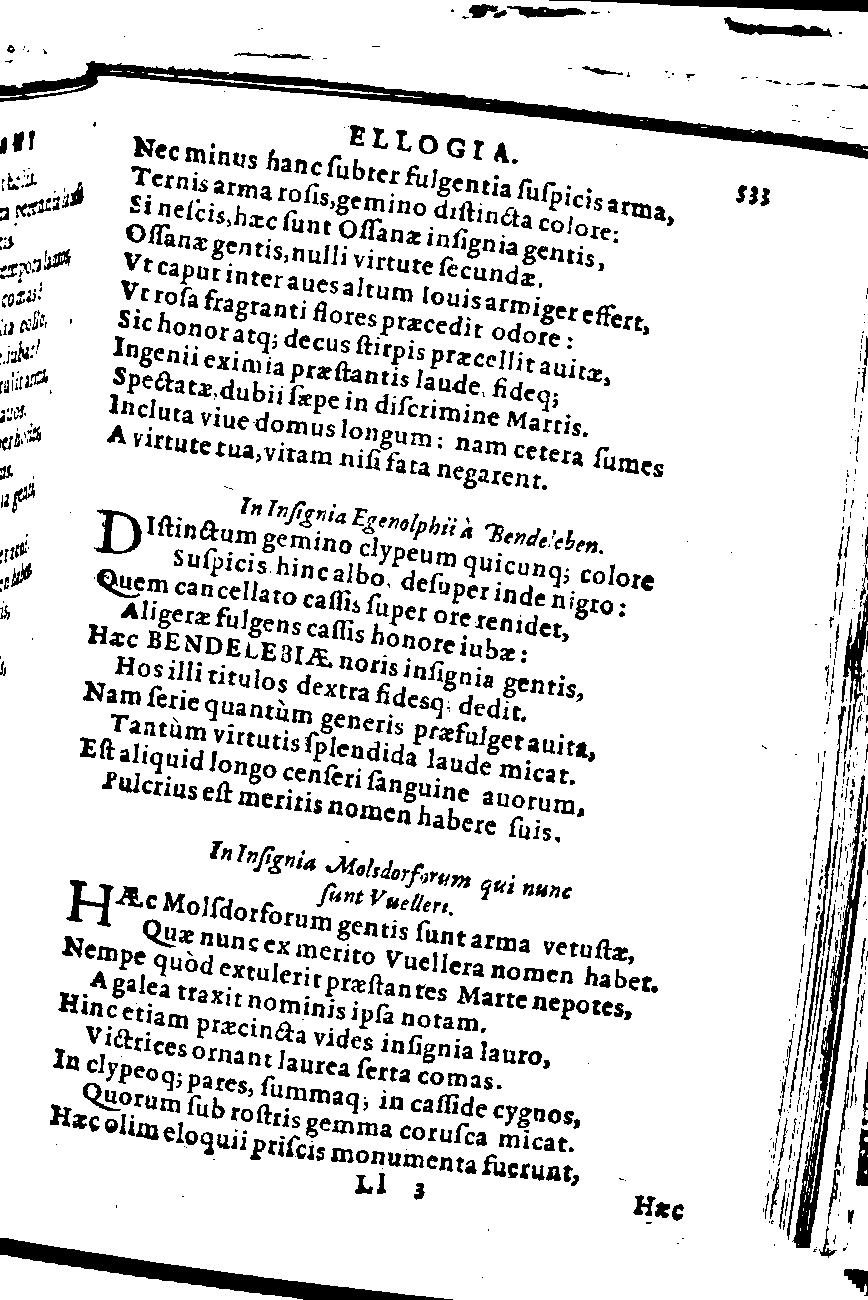 ELLOGIA. 533
Nec minus hanc ſubter fulgentia ſuſpicis arma,
Ternis arma roſis, gemino diſtincta colore:
Si neſcis, hæc ſunt Oſſanæ inſignia gentis,
Oſſanæ gentis, nulli virtute ſecundæ.
Vt caput inter aues altum Iouis armiger effert,
Vt roſa fragranti flores præcedit odore:
Sic honor atq; decus ſtirpis præcellit auitæ,
Ingenii eximia præſtantis laude, fideq;
Spectatæ, dubii ſæpe in diſcrimine Martis.
Incluta viue domus longum: nam cetera ſumes
A virtute tua, vitam niſi fata negarent.
In Inſignia Egenolphii à Bendeleben.
DIſtinctum gemino clypeum quicunq; colore
Suſpicis hinc albo, deſuper inde nigro:
Quem cancellato caſſis ſuper ore renidet,
Aligeræ fulgens caſſis honore iubæ:
Hæc BENDELEBIÆ noris inſignia gentis,
Hos illi titulos dextra fidesq; dedit.
Nam ſerie quantùm generis præfulget auita,
Tantùm virtutis ſplendida laude micat.
Eſt aliquid longo cenſeri ſanguine auorum,
Pulcrius eſt meritis nomen habere ſuis.
In Inſignia Molsdorforum qui nunc
ſunt Vuelleri.
HÆc Molſdorforum gentis ſunt arma vetuſtæ,
Quæ nunc ex merito Vuellera nomen habet.
Nempe quòd extulerit præſtantes Marte nepotes,
A galea traxit nominis ipſa notam.
Hinc etiam præcincta vides inſignia lauro,
Victrices ornant laurea ſerta comas.
In clypeoq; pares, ſummaq; in caſſide cygnos,
Quorum ſub roſtris gemma coruſca micat.
Hæc olim eloquii priſcis monumenta fuerunt,
Ll 3
Hæc